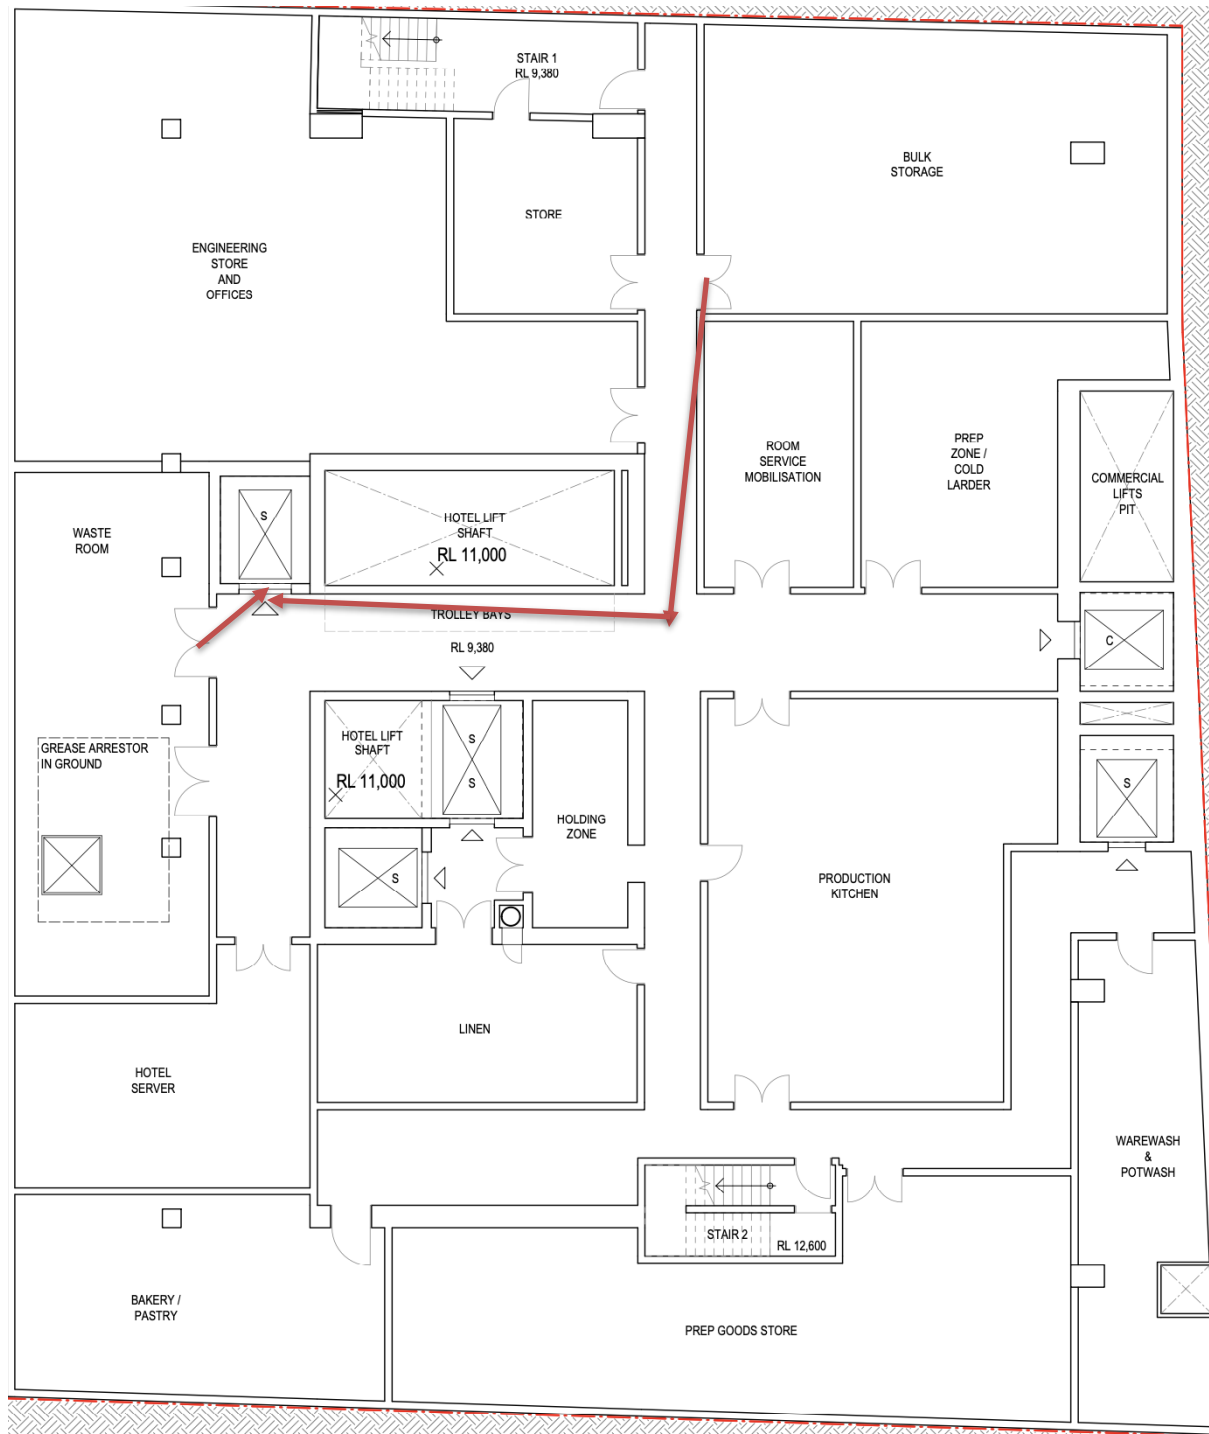 STAIR 1
RL 9,380
BULK
STORAGE
STORE
ENGINEERING
STORE
AND
OFFICES
ROOM
SERVICE
MOBILISATION
PREP
ZONE /
COLD
LARDER
COMMERCIAL
LIFTS
PIT
WASTE
ROOM
S
HOTEL LIFT
SHAFT
RL 11,000
TROLLEY BAYS
RL 9,380
C
HOTEL LIFT
SHAFT
RL 11,000
S
S
GREASE ARRESTOR
IN GROUND
S
HOLDING
ZONE
S
PRODUCTION
KITCHEN
LINEN
HOTEL
SERVER
WAREWASH
&
POTWASH
STAIR 2
RL 12,600
BAKERY /
PASTRY
PREP GOODS STORE